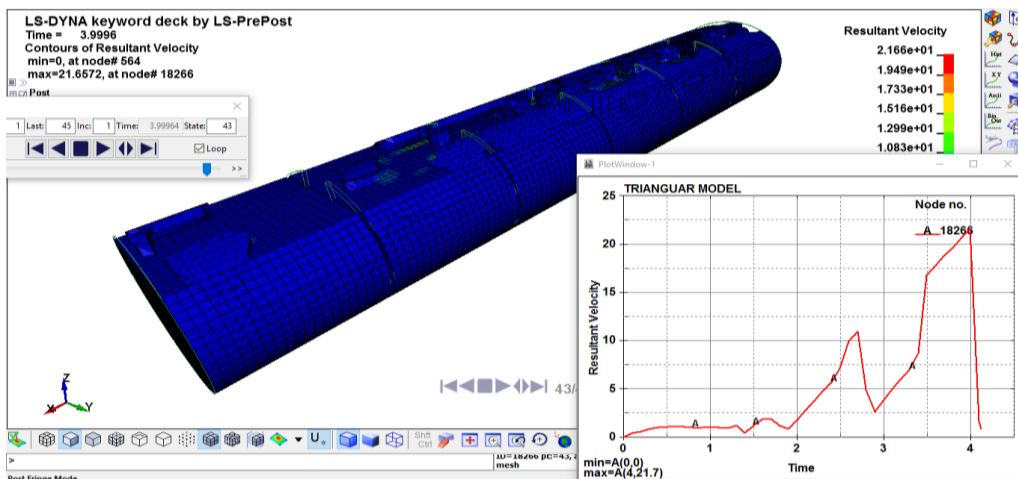 LS-DYNA keyword deck by LS-PrePost
Time = 3.9996
Contours of Resultant Velocity
min=0, at node# 564
max=21.6572, at node# 18266
Post
1 Last: 45 Inc: 1 Time: 3.99964 State: 43
Loop
>>
Resultant Velocity
2.166e+01
1.949e+01
1.733e+01
1.516e+01
1.299e+01
1.083e+01
Hist
X Y
Ascii
Z
X Y
43/
PlotWindow-1
TRIANGUAR MODEL
Node no.
A 18266
25
20
15
10
5
0
Resultant Velocity
A
A
A
A
0 1 2 3 4
Time
min=A(0,0)
max=A(4,21.7)
Shft
Ctrl
>
mesh